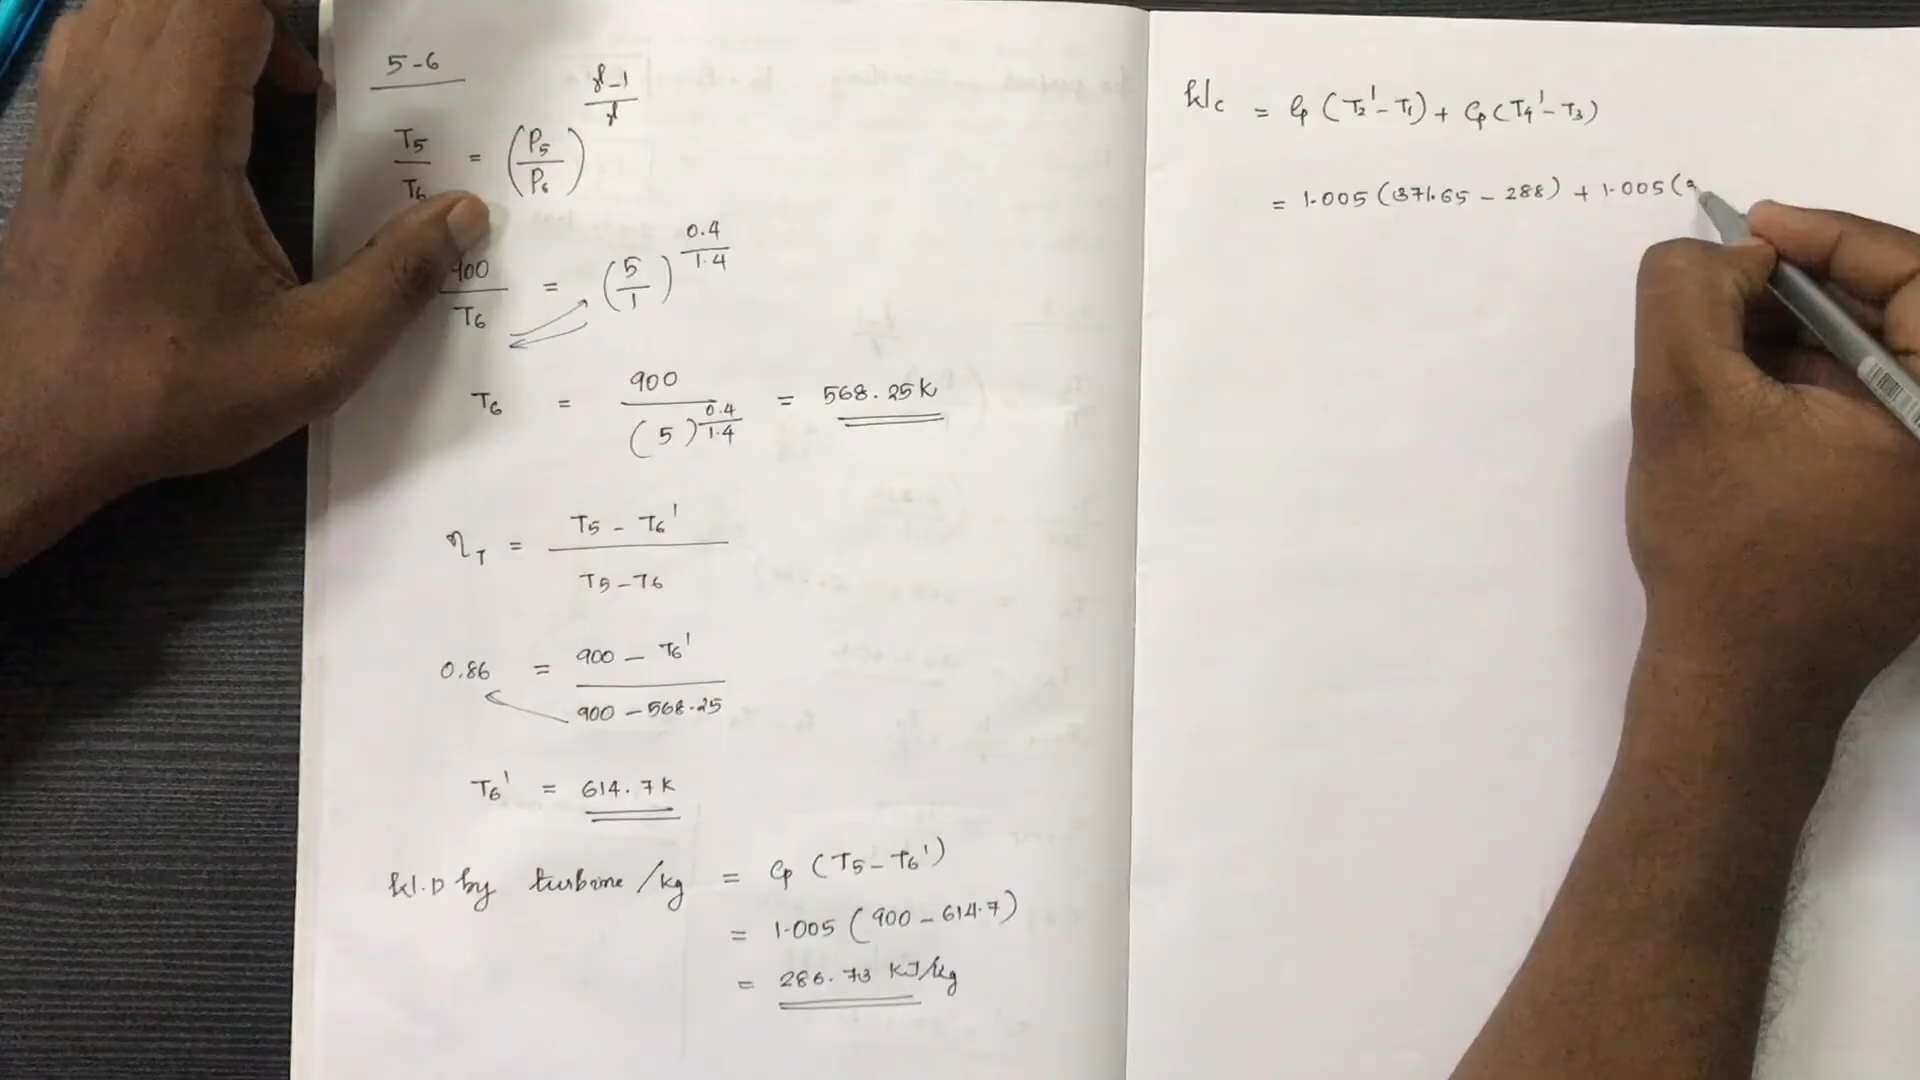 5-6
T5/T6 = (P5/P6)^(γ-1)/γ
900/T6 = (5/1)^0.4/1.4
T6 = 900/(5)^0.4/1.4 = 568.25K
ηT = T5 - T6'/T5 - T6
0.86 = 900 - T6'/900 - 568.25
T6' = 614.7K
W.D by turbine/kg = Cp (T5 - T6')
= 1.005 (900 - 614.7)
= 286.73 KJ/kg
Wc = Cp (T2' - T1) + Cp (T4' - T3)
= 1.005 (371.65 - 288) + 1.005 (